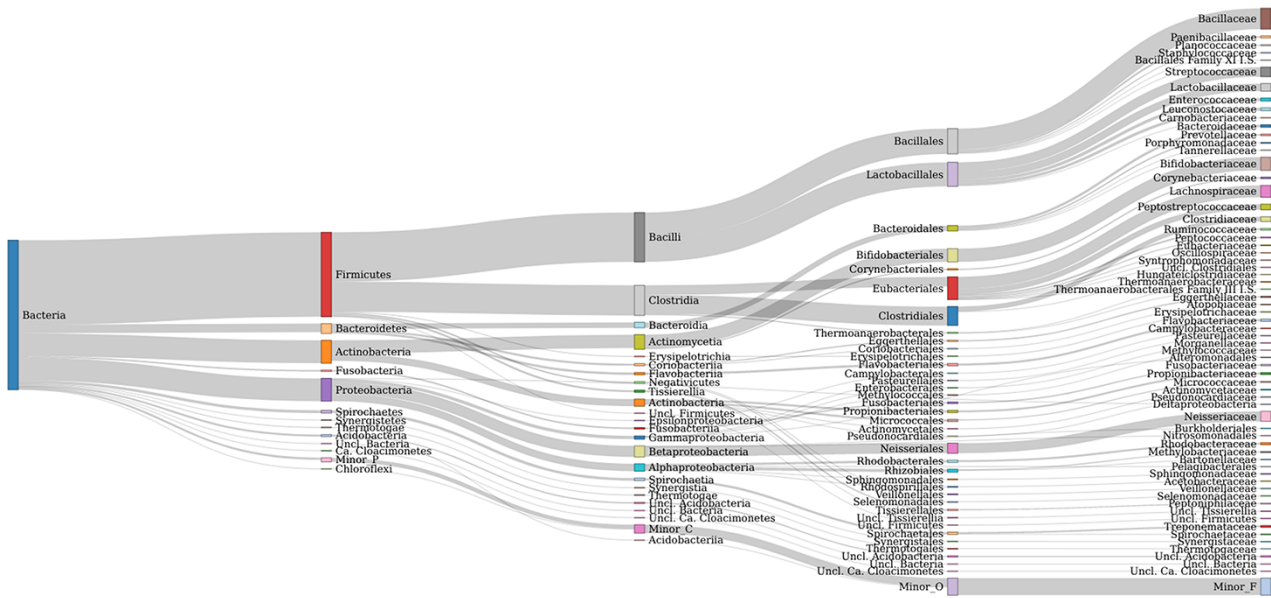 Bacteria
Firmicutes
Bacteroidetes
Actinobacteria
Fusobacteria
Proteobacteria
Spirochaetes
Synergistetes
Thermotogae
Acidobacteria
Uncl. Bacteria
Ca. Cloacimonetes
Minor_P
Chloroflexi
Bacilli
Clostridia
Bacteroidia
Actinomycetia
Erysipelotrichia
Coriobacteriia
Flavobacteriia
Negativicutes
Tissierellia
Actinobacteria
Uncl. Firmicutes
Epsilonproteobacteria
Fusobacteriia
Gammaproteobacteria
Betaproteobacteria
Alphaproteobacteria
Spirochaetia
Synergistia
Thermotogae
Uncl. Acidobacteria
Uncl. Bacteria
Uncl. Ca. Cloacimonetes
Minor_C
Acidobacteriia
Bacillales
Lactobacillales
Bacteroidales
Bifidobacteriales
Corynebacteriales
Eubacteriales
Clostridiales
Thermoanaerobacterales
Eggerthellales
Coriobacteriales
Erysipelotrichales
Flavobacteriales
Campylobacterales
Pasteurellales
Enterobacterales
Methylococcales
Fusobacteriales
Propionibacteriales
Micrococcales
Actinomycetales
Pseudonocardiales
Neisseriales
Rhodobacterales
Rhizobiales
Sphingomonadales
Rhodospirillales
Veillonellales
Selenomonadales
Tissierellales
Uncl. Tissierellia
Uncl. Firmicutes
Spirochaetales
Synergistales
Thermotogales
Uncl. Acidobacteria
Uncl. Bacteria
Uncl. Ca. Cloacimonetes
Minor_O
Bacillaceae
Paenibacillaceae
Planococcaceae
Staphylococcaceae
Bacillales Family XI I.S.
Streptococcaceae
Lactobacillaceae
Enterococcaceae
Leuconostocaceae
Carnobacteriaceae
Bacteroidaceae
Prevotellaceae
Porphyromonadaceae
Tannerellaceae
Bifidobacteriaceae
Corynebacteriaceae
Lachnospiraceae
Peptostreptococcaceae
Clostridiaceae
Ruminococcaceae
Peptococcaceae
Eubacteriaceae
Oscillospiraceae
Syntrophomonadaceae
Uncl. Clostridiales
Hungateiclostridiaceae
Thermoanaerobacteraceae
Thermoanaerobacterales Family III I.S.
Eggerthellaceae
Atopobiaceae
Erysipelotrichaceae
Flavobacteriaceae
Campylobacteraceae
Pasteurellaceae
Morganellaceae
Methylococcaceae
Alteromonadales
Fusobacteriaceae
Propionibacteriaceae
Micrococcaceae
Actinomycetaceae
Pseudonocardiaceae
Deltaproteobacteria
Neisseriaceae
Burkholderiales
Nitrosomonadales
Rhodobacteraceae
Methylobacteriaceae
Bartonellaceae
Pelagibacterales
Sphingomonadaceae
Acetobacteraceae
Veillonellaceae
Selenomonadaceae
Peptoniphilaceae
Uncl. Tissierellia
Uncl. Firmicutes
Treponemataceae
Spirochaetaceae
Synergistaceae
Thermotogaceae
Uncl. Acidobacteria
Uncl. Bacteria
Uncl. Ca. Cloacimonetes
Minor_F